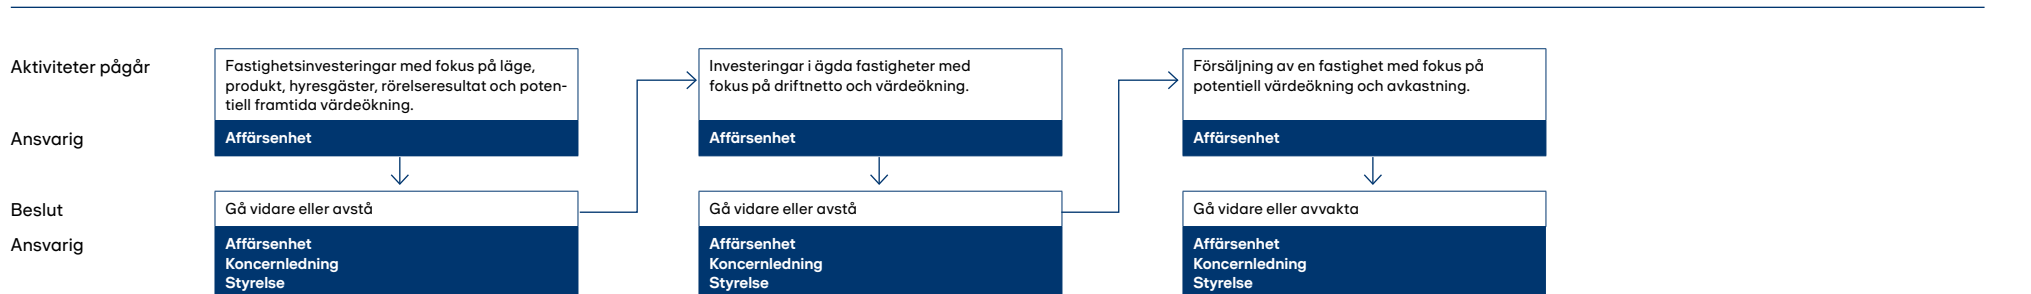 Aktiviteter pågår
Fastighetsinvesteringar med fokus på läge,
produkt, hyresgäster, rörelseresultat och poten-
tiell framtida värdeökning.
Investeringar i ägda fastigheter med
fokus på driftnetto och värdeökning.
Försäljning av en fastighet med fokus på
potentiell värdeökning och avkastning.
Ansvarig
Affärsenhet
Affärsenhet
Affärsenhet
Beslut
Gå vidare eller avstå
Gå vidare eller avstå
Gå vidare eller avvakta
Ansvarig
Affärsenhet
Koncernledning
Styrelse
Affärsenhet
Koncernledning
Styrelse
Affärsenhet
Koncernledning
Styrelse